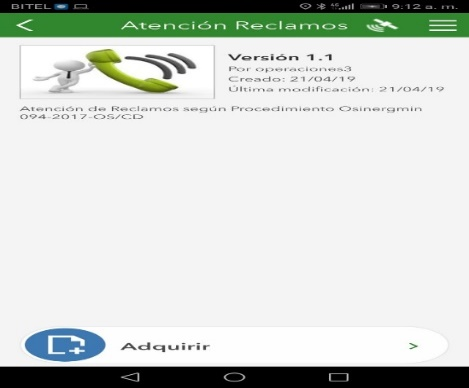 BITEL 9:12 a. m.
Atención Reclamos
Versión 1.1
Por operaciones3
Creado: 21/04/19
Última modificación: 21/04/19
Atención de Reclamos según Procedimiento Osinergmin
094-2017-OS/CD
Adquirir